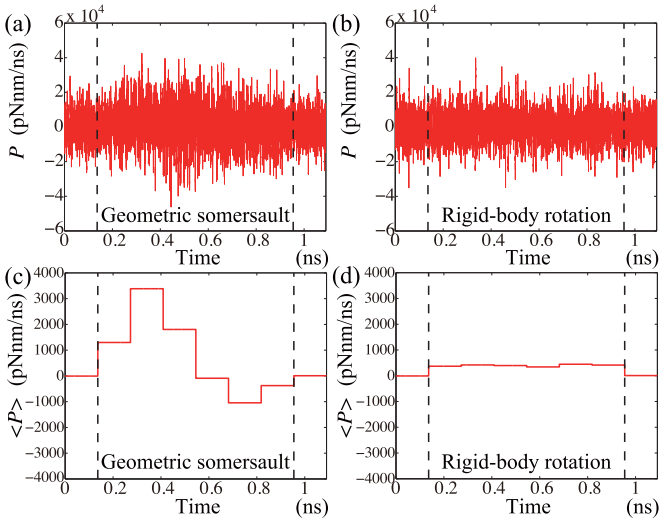 (a)
6 x 10⁴
4
2
0
−2
−4
−6
P (pNnm/ns)
Geometric somersault
0 0.2 0.4 0.6 0.8 1
Time (ns)
(b)
6 x 10⁴
4
2
0
−2
−4
−6
P (pNnm/ns)
Rigid-body rotation
0 0.2 0.4 0.6 0.8 1
Time (ns)
(c)
4000
3000
2000
1000
0
−1000
−2000
−3000
−4000
<P> (pNnm/ns)
Geometric somersault
0 0.2 0.4 0.6 0.8 1
Time (ns)
(d)
4000
3000
2000
1000
0
−1000
−2000
−3000
−4000
<P> (pNnm/ns)
Rigid-body rotation
0 0.2 0.4 0.6 0.8 1
Time (ns)